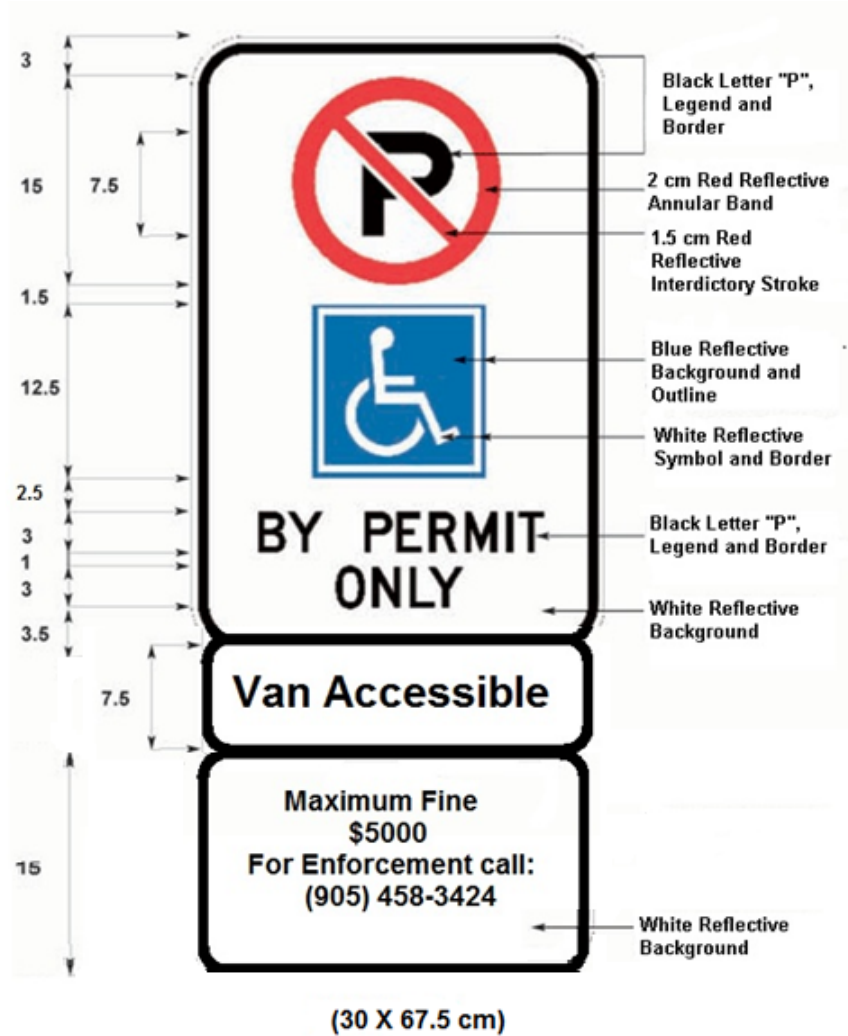 3
15
7.5
1.5
12.5
2.5
3
1
3
3.5
7.5
15
P
BY PERMIT
ONLY
Van Accessible
Maximum Fine
$5000
For Enforcement call:
(905) 458-3424
Black Letter "P",
Legend and
Border
2 cm Red Reflective
Annular Band
1.5 cm Red
Reflective
Interdictory Stroke
Blue Reflective
Background and
Outline
White Reflective
Symbol and Border
Black Letter "P",
Legend and Border
White Reflective
Background
White Reflective
Background
(30 X 67.5 cm)